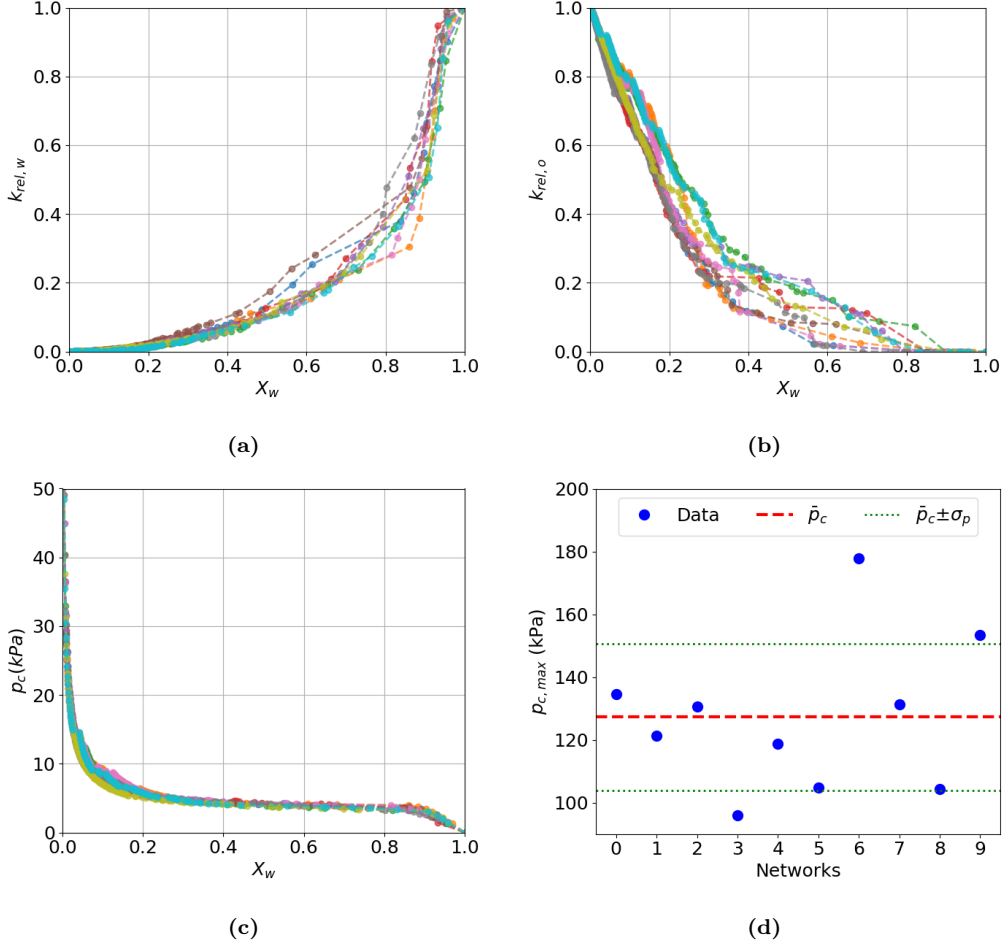 1.0
0.8
0.6
0.4
0.2
0.0
k_{rel,w}
0.0 0.2 0.4 0.6 0.8 1.0
X_w
(a)
1.0
0.8
0.6
0.4
0.2
0.0
k_{rel,o}
0.0 0.2 0.4 0.6 0.8 1.0
X_w
(b)
50
40
30
20
10
0
p_c(kPa)
0.0 0.2 0.4 0.6 0.8 1.0
X_w
(c)
200
180
160
140
120
100
p_{c,max} (kPa)
Data p̄_c p̄_c±σ_p
0 1 2 3 4 5 6 7 8 9
Networks
(d)